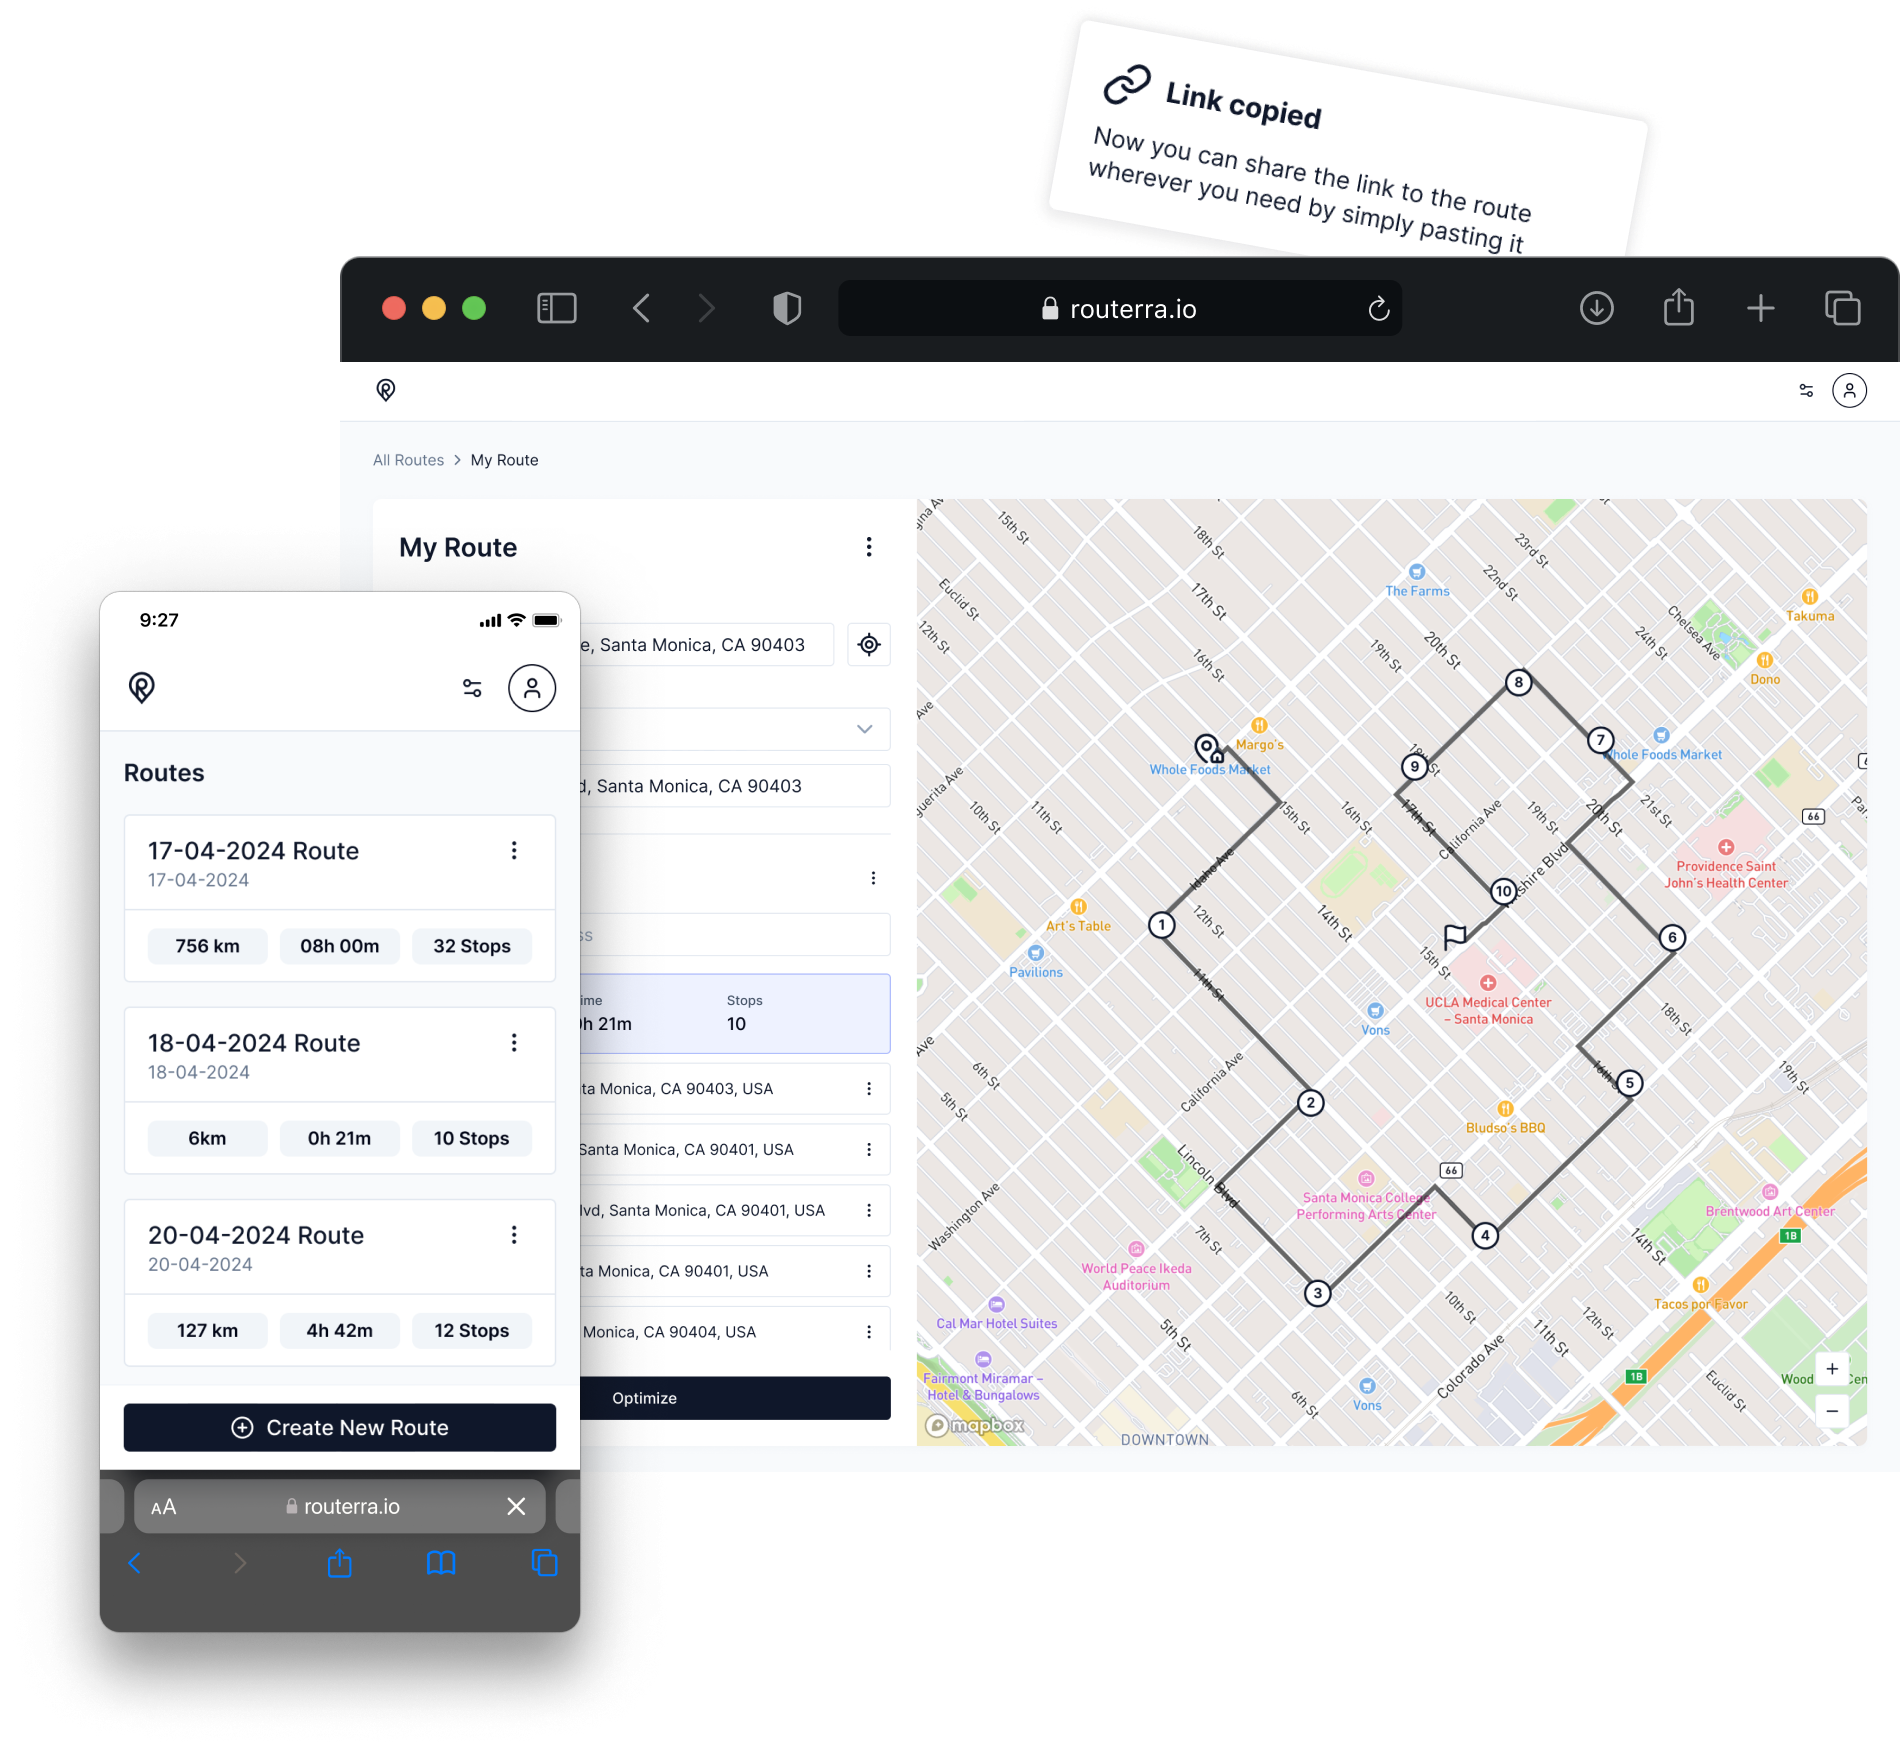 Link copied
Now you can share the link to the route
wherever you need by simply pasting it
routerra.io
All Routes > My Route
My Route
e, Santa Monica, CA 90403
d, Santa Monica, CA 90403
Stops
h 21m
10
ta Monica, CA 90403, USA
Santa Monica, CA 90401, USA
lvd, Santa Monica, CA 90401, USA
ta Monica, CA 90401, USA
Monica, CA 90404, USA
Optimize
9:27
Routes
17-04-2024 Route
17-04-2024
756 km
08h 00m
32 Stops
18-04-2024 Route
18-04-2024
6km
0h 21m
10 Stops
20-04-2024 Route
20-04-2024
127 km
4h 42m
12 Stops
Create New Route
AA
routerra.io
15th St
18th St
23rd St
22nd St
The Farms
Takuma
Euclid St
17th St
Chelsea Ave
12th St
24th St
20th St
19th St
16th St
Dono
8
Ave
7
Margo's
Whole Foods Market
Whole Foods Market
18th St
9
10th St
11th St
15th St
16th St
17th St
California Ave
19th St
20th St
21st St
66
Idaho Ave
Providence Saint
John's Health Center
10
Art's Table
1
12th St
14th St
6
Pavilions
15th St
11th St
UCLA Medical Center
– Santa Monica
Vons
18th St
Ave
6th St
California Ave
5
19th St
5th St
2
Bludso's BBQ
Lincoln Blvd
66
Santa Monica College
Performing Arts Center
Washington Ave
Brentwood Art Center
4
1B
7th St
14th St
World Peace Ikeda
Auditorium
3
Cal Mar Hotel Suites
10th St
Tacos por Favor
5th St
11th St
12th St
Fairmont Miramar –
Hotel & Bungalows
Vons
Colorado Ave
1B
Wood
6th St
Euclid St
mapbox
DOWNTOWN